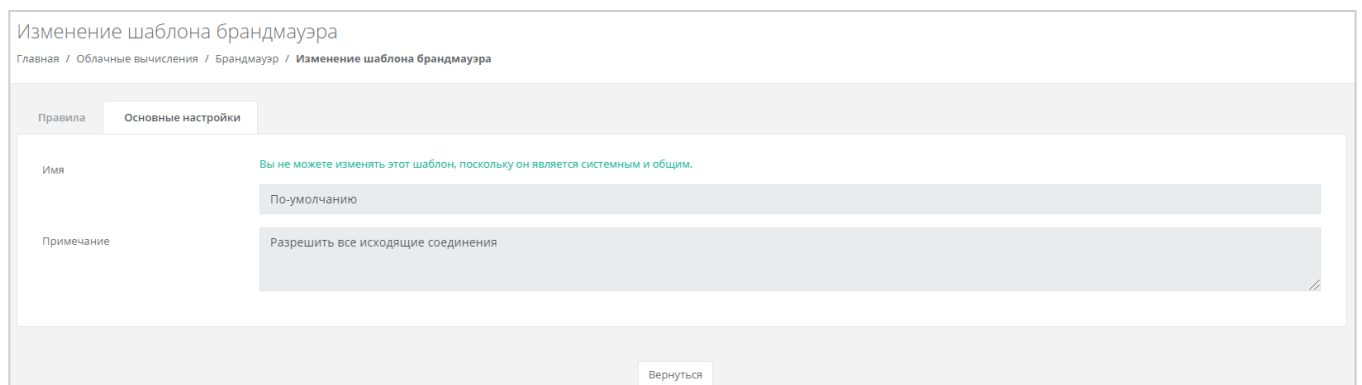 Изменение шаблона брандмауэра
Главная / Облачные вычисления / Брандмауэр / Изменение шаблона брандмауэра
Правила Основные настройки
Имя Вы не можете изменять этот шаблон, поскольку он является системным и общим.
По-умолчанию
Примечание Разрешить все исходящие соединения
Вернуться